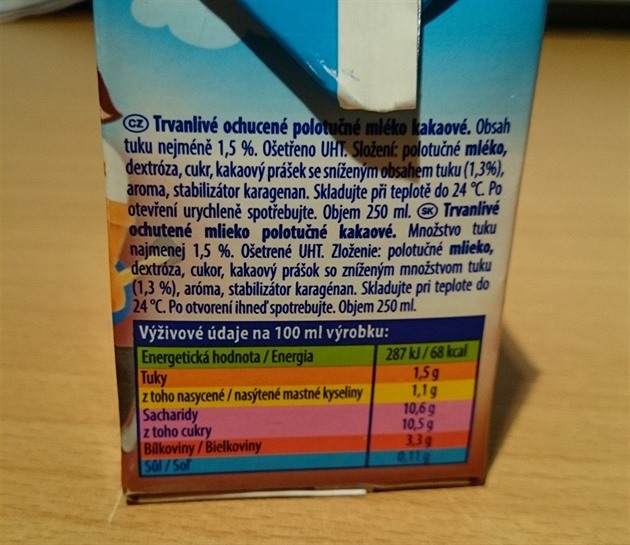 CZ Trvanlivé ochucené polotučné mléko kakaové. Obsah
tuku nejméně 1,5 %. Ošetřeno UHT. Složení: polotučné mléko,
dextróza, cukr, kakaový prášek se sníženým obsahem tuku (1,3%),
aroma, stabilizátor karagenan. Skladujte při teplotě do 24 °C. Po
otevření urychleně spotřebujte. Objem 250 ml. SK Trvanlivé
ochutené mlieko polotučné kakaové. Množstvo tuku
najmenej 1,5 %. Ošetrené UHT. Zloženie: polotučné mlieko,
dextróza, cukor, kakaový prášok so zníženým množstvom tuku
(1,3 %), aróma, stabilizátor karagénan. Skladujte pri teplote do
24 °C. Po otvorení ihneď spotrebujte. Objem 250 ml.
Výživové údaje na 100 ml výrobku:
Energetická hodnota / Energia 287 kJ / 68 kcal
Tuky 1,5 g
z toho nasycené / nasýtené mastné kyseliny 1,1 g
Sacharidy 10,6 g
z toho cukry 10,5 g
Bílkoviny / Bielkoviny 3,3 g
Sůl / Soľ 0,11 g